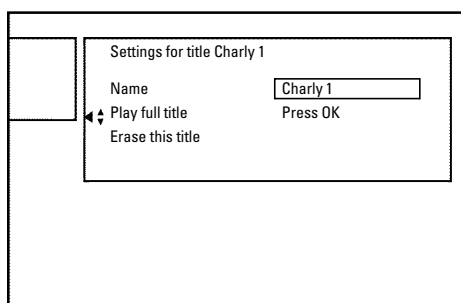 Settings for title Charly 1
Name Charly 1
Play full title Press OK
Erase this title